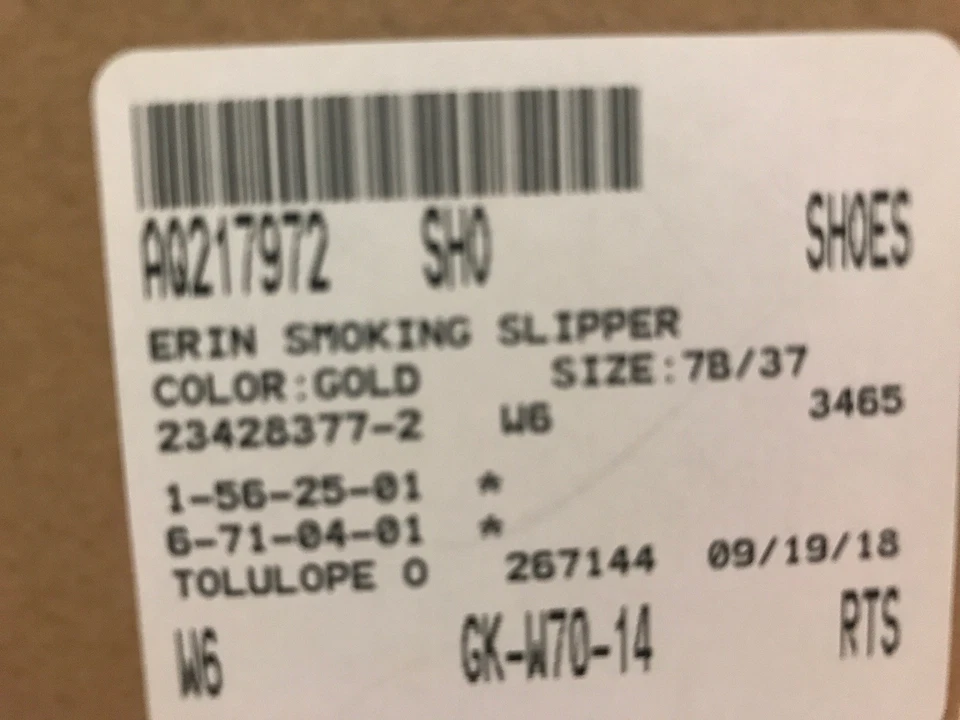 AQ217972 SHO SHOES
ERIN SMOKING SLIPPER
COLOR:GOLD SIZE:7B/37
23428377-2 W6 3465
1-56-25-01 *
6-71-04-01 *
TOLULOPE O 267144 09/19/18
W6 GK-W70-14 RTS